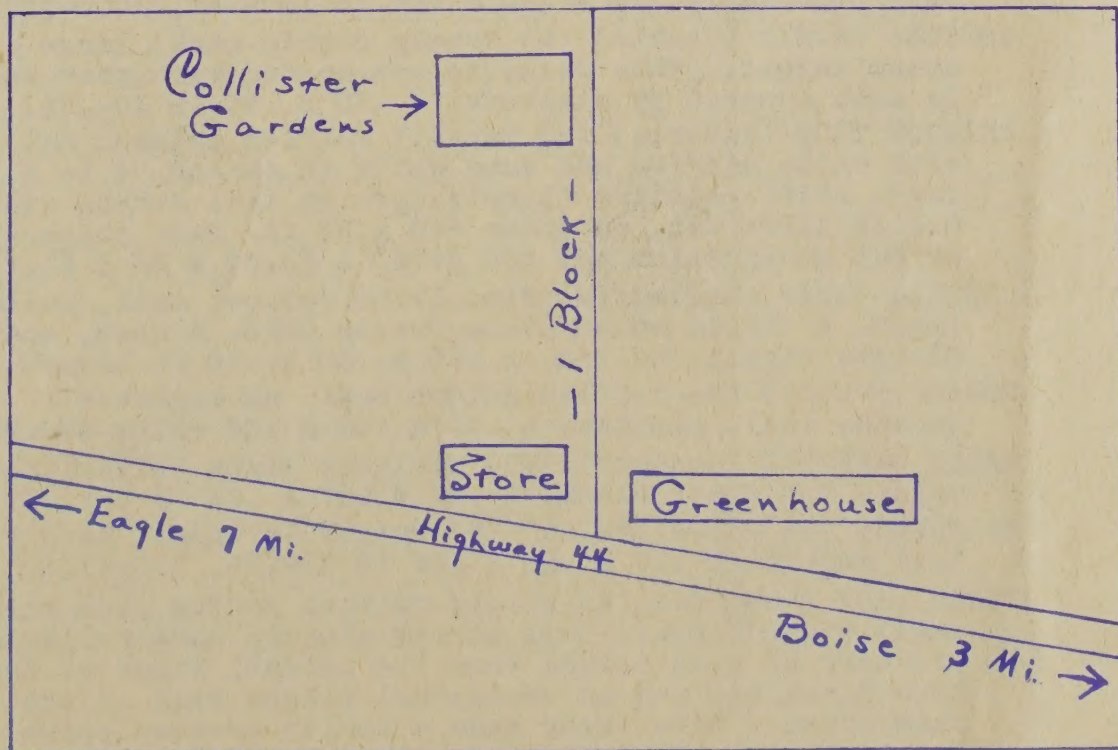 Collister
Gardens
— 1 Block —
Store
Greenhouse
Eagle 7 Mi.
Highway 44
Boise 3 Mi.